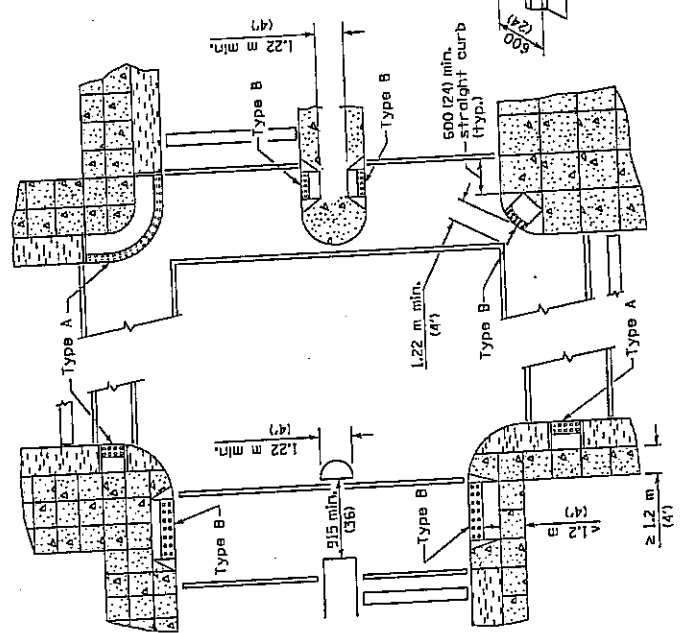 600
(24)
1.22 m min.
(4')
Type B
Type B
600 (24) min.
straight curb
(typ.)
Type A
1.22 m min.
(4')
Type B
1.22 m min.
(4')
Type B
915 min.
(36)
Type B
< 1.2
m
(4')
Type A
≥ 1.2 m
(4')